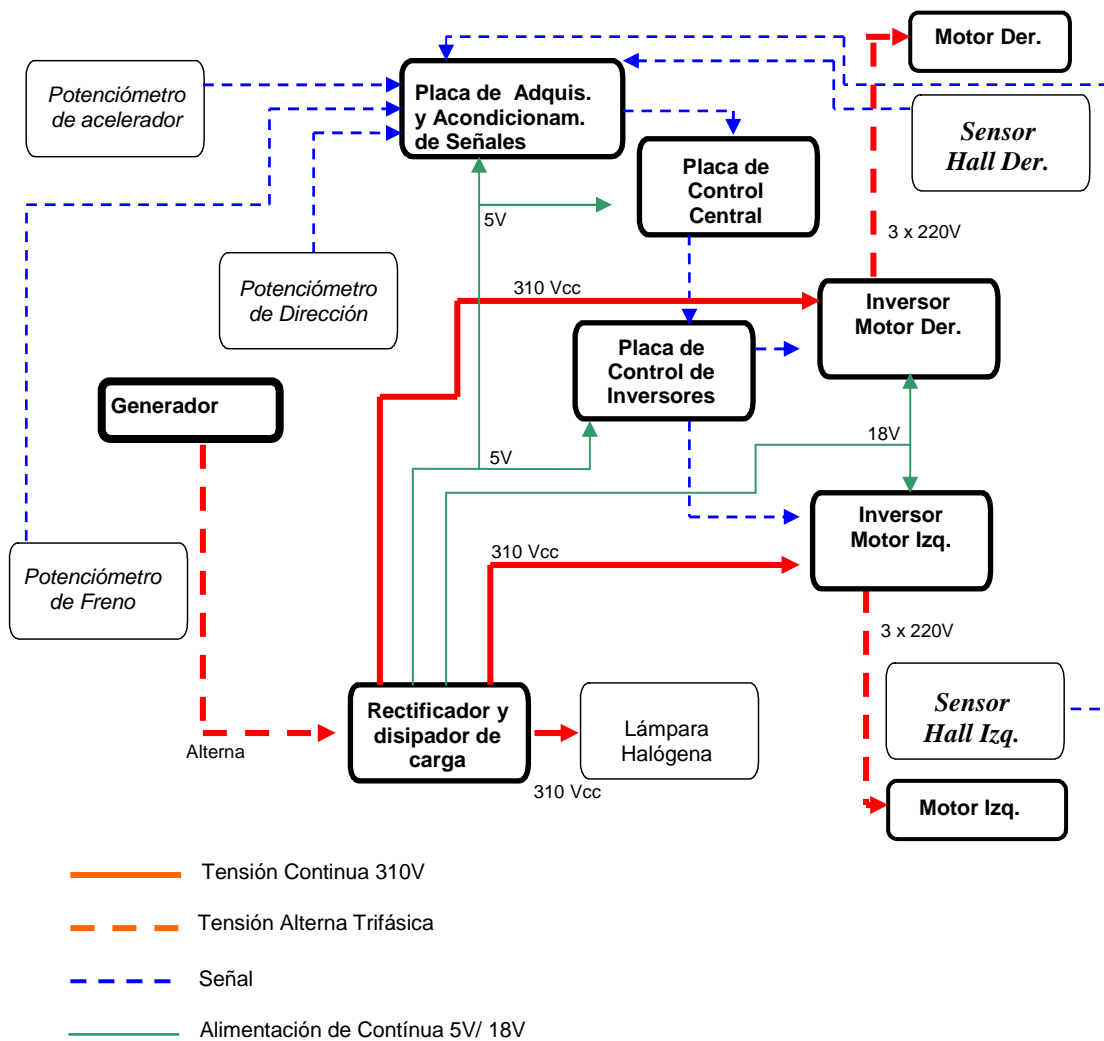 Motor Der.
Potenciómetro
de acelerador
Placa de Adquis.
y Acondicionam.
de Señales
Sensor
Hall Der.
Placa de
Control
Central
5V
3 x 220V
Potenciómetro
de Dirección
310 Vcc
Inversor
Motor Der.
Placa de
Control de
Inversores
Generador
18V
5V
Inversor
Motor Izq.
310 Vcc
Potenciómetro
de Freno
3 x 220V
Rectificador y
disipador de
carga
Sensor
Hall Izq.
Lámpara
Halógena
Alterna
310 Vcc
Motor Izq.
Tensión Continua 310V
Tensión Alterna Trifásica
Señal
Alimentación de Contínua 5V/ 18V